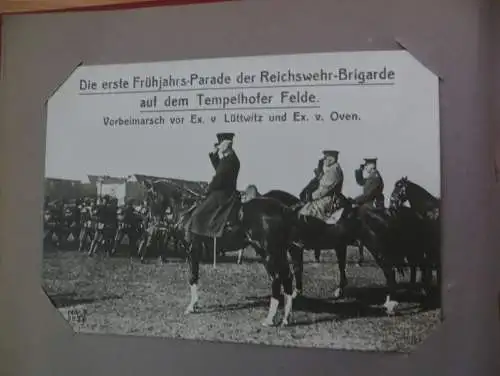 Die erste Frühjahrs-Parade der Reichswehr-Brigarde
auf dem Tempelhofer Felde.
Vorbeimarsch vor Ex. v Lüttwitz und Ex. v. Oven.